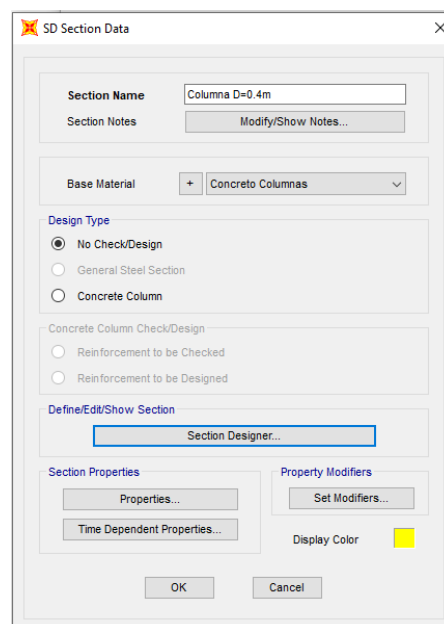 SD Section Data
Section Name Columna D=0.4m
Section Notes Modify/Show Notes...
Base Material + Concreto Columnas
Design Type
No Check/Design
General Steel Section
Concrete Column
Concrete Column Check/Design
Reinforcement to be Checked
Reinforcement to be Designed
Define/Edit/Show Section
Section Designer...
Section Properties
Properties...
Time Dependent Properties...
Property Modifiers
Set Modifiers...
Display Color
OK Cancel